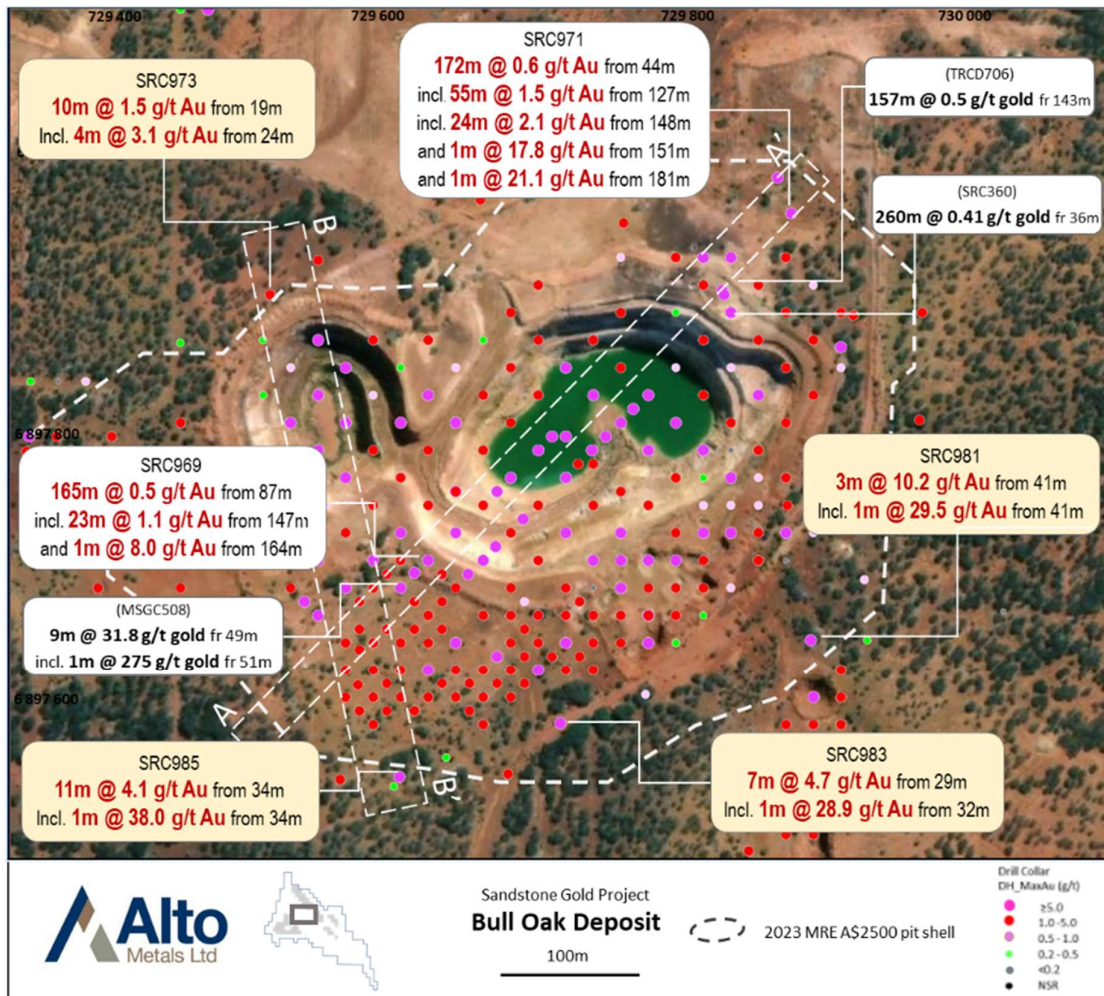 729 400
729 600
729 800
730 000
SRC973
10m @ 1.5 g/t Au from 19m
Incl. 4m @ 3.1 g/t Au from 24m
SRC971
172m @ 0.6 g/t Au from 44m
incl. 55m @ 1.5 g/t Au from 127m
incl. 24m @ 2.1 g/t Au from 148m
and 1m @ 17.8 g/t Au from 151m
and 1m @ 21.1 g/t Au from 181m
(TRCD706)
157m @ 0.5 g/t gold fr 143m
(SRC360)
260m @ 0.41 g/t gold fr 36m
A'
B
6 897 800
SRC969
165m @ 0.5 g/t Au from 87m
incl. 23m @ 1.1 g/t Au from 147m
and 1m @ 8.0 g/t Au from 164m
SRC981
3m @ 10.2 g/t Au from 41m
Incl. 1m @ 29.5 g/t Au from 41m
(MSGC508)
9m @ 31.8 g/t gold fr 49m
incl. 1m @ 275 g/t gold fr 51m
6 897 600
A
B'
SRC985
11m @ 4.1 g/t Au from 34m
Incl. 1m @ 38.0 g/t Au from 34m
SRC983
7m @ 4.7 g/t Au from 29m
Incl. 1m @ 28.9 g/t Au from 32m
Alto
Metals Ltd
Sandstone Gold Project
Bull Oak Deposit
100m
2023 MRE A$2500 pit shell
Drill Collar
DH_MaxAu (g/t)
≥5.0
1.0-5.0
0.5-1.0
0.2-0.5
<0.2
NSR